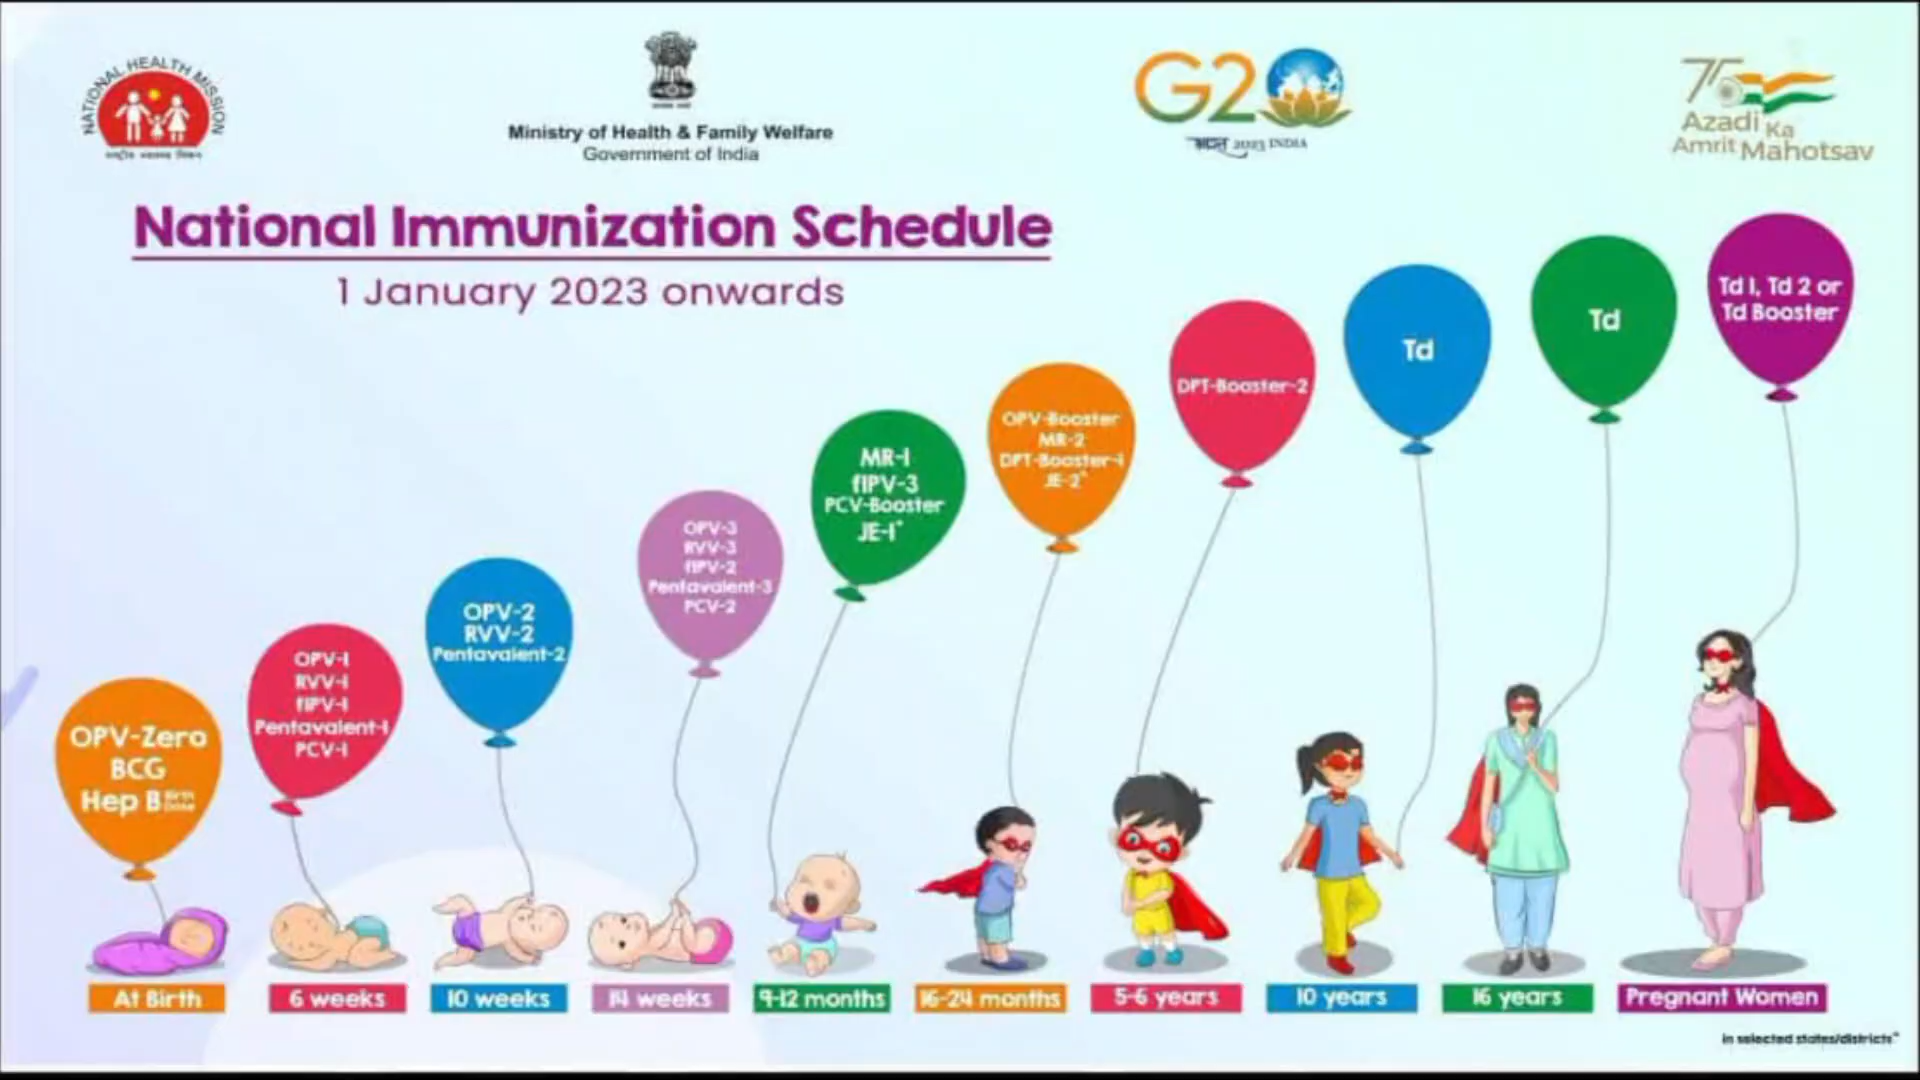 NATIONAL HEALTH MISSION
Ministry of Health & Family Welfare
Government of India
G20
2023 INDIA
75
Azadi Ka
Amrit Mahotsav
National Immunization Schedule
1 January 2023 onwards
OPV-Zero
BCG
Hep B Birth Dose
OPV-1
RVV-1
fIPV-1
Pentavalent-1
PCV-1
OPV-2
RVV-2
Pentavalent-2
OPV-3
RVV-3
fIPV-2
Pentavalent-3
PCV-2
MR-1
fIPV-3
PCV-Booster
JE-1*
OPV-Booster
MR-2
DPT-Booster-1
JE-2*
DPT-Booster-2
Td
Td
Td 1, Td 2 or
Td Booster
At Birth
6 weeks
10 weeks
14 weeks
9-12 months
16-24 months
5-6 years
10 years
16 years
Pregnant Women
in selected states/districts*